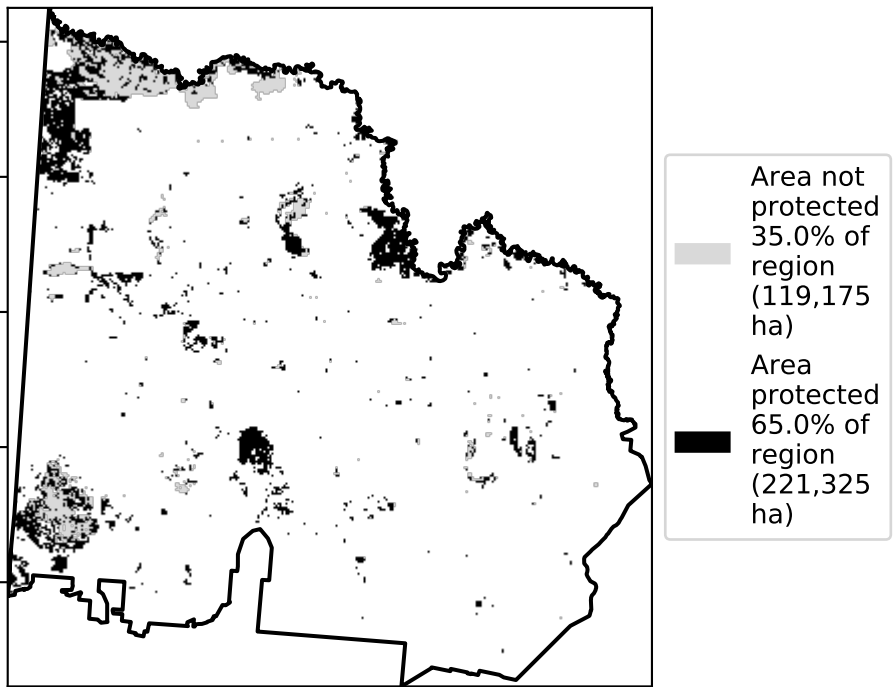 Area not
protected
35.0% of
region
(119,175
ha)
Area
protected
65.0% of
region
(221,325
ha)